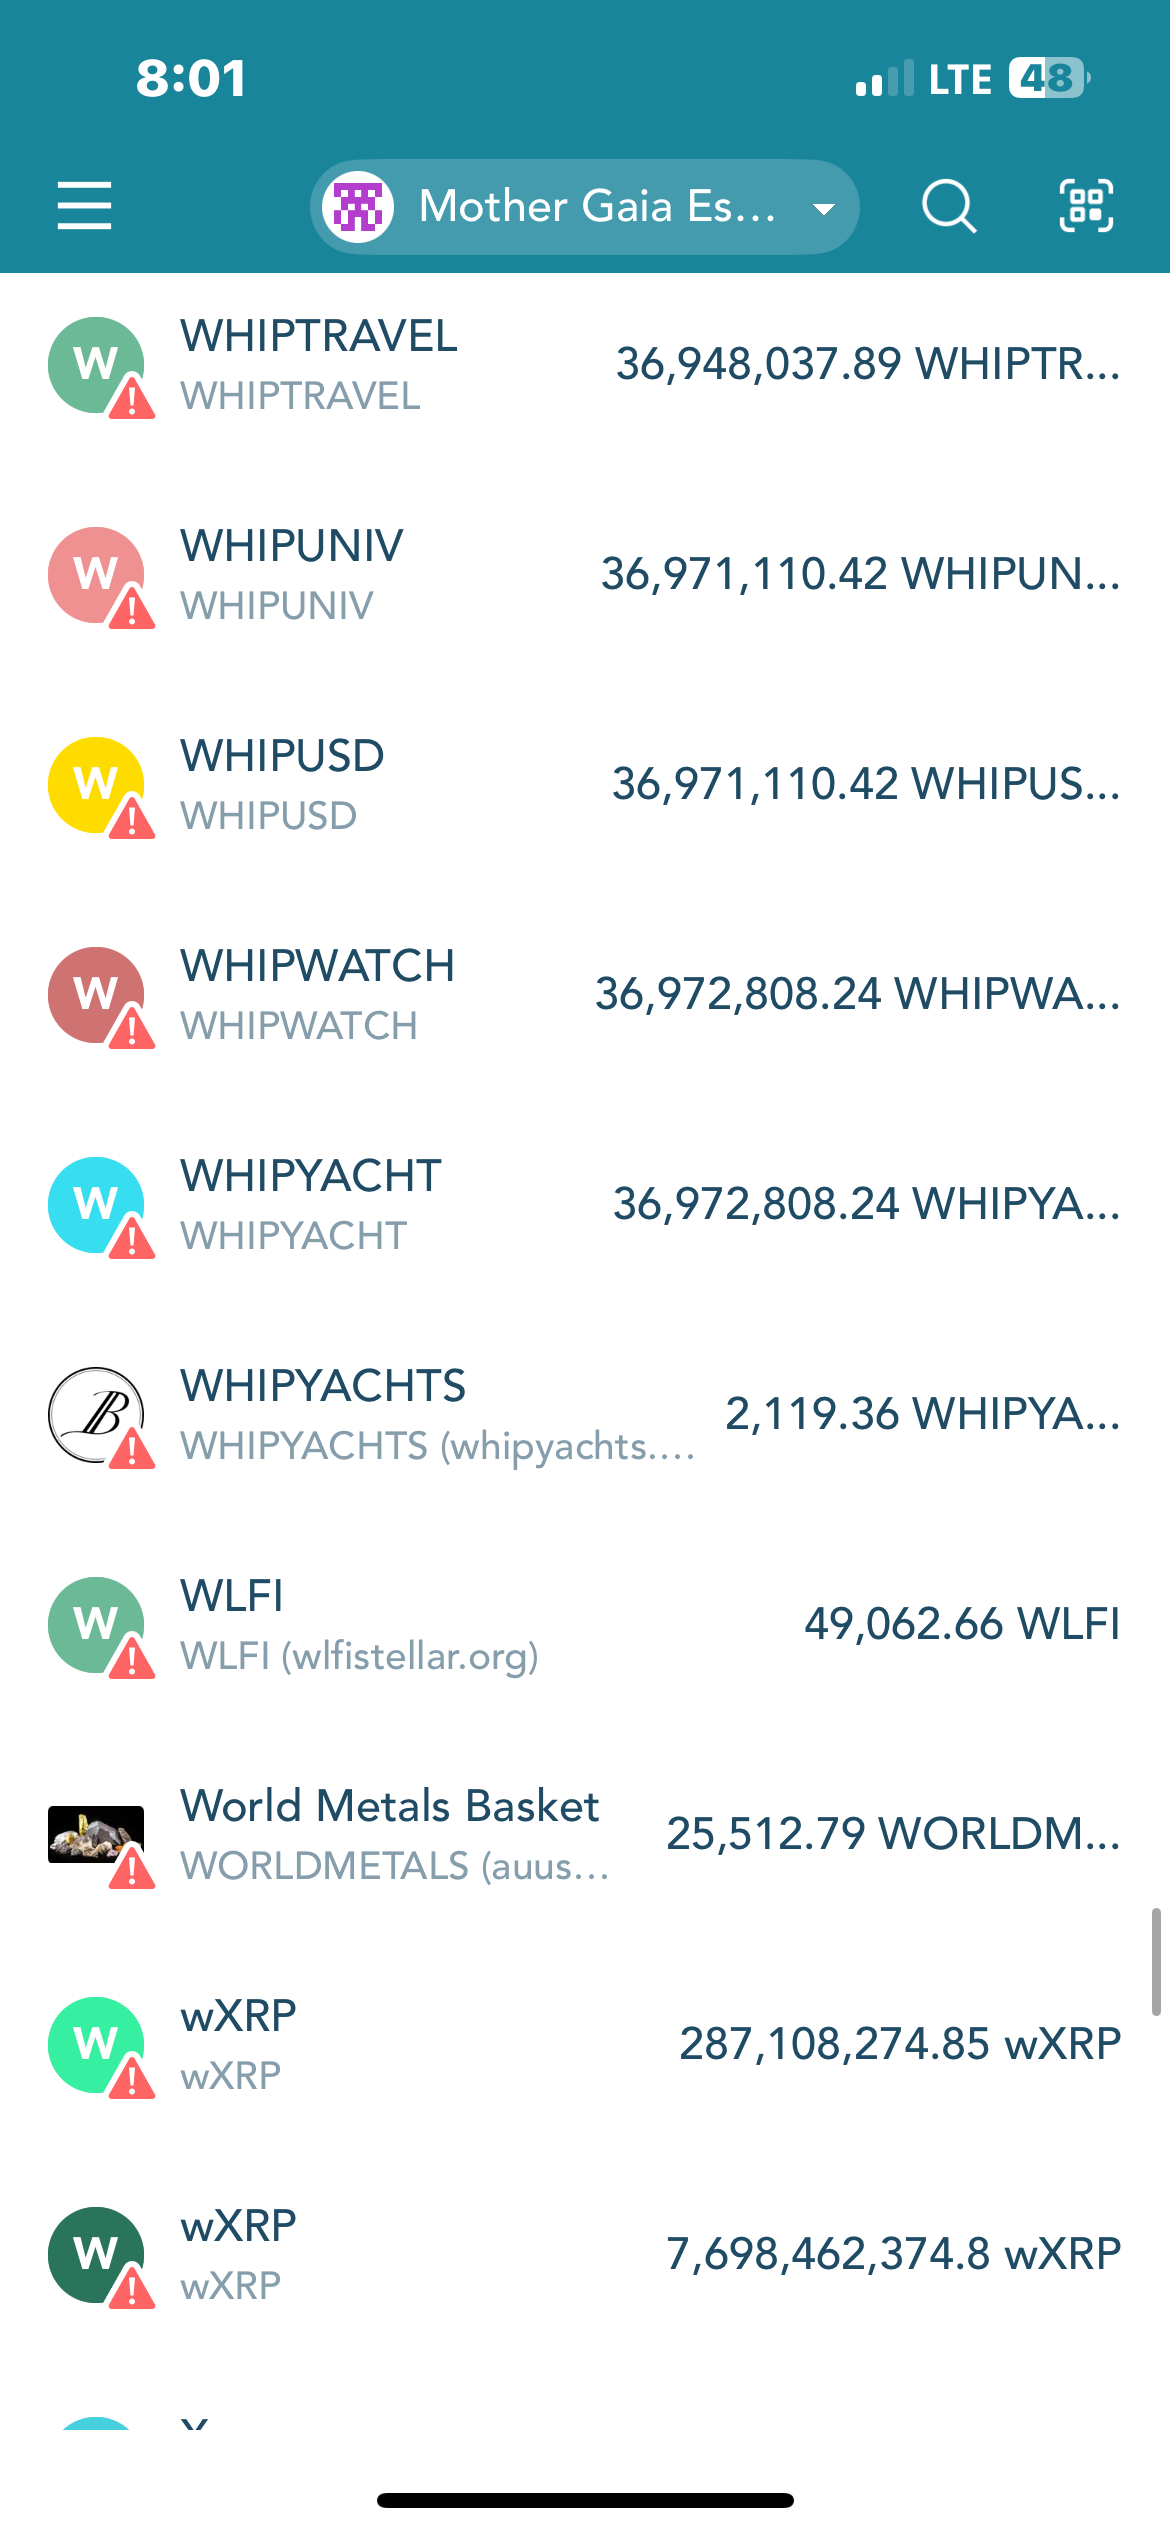 8:01
LTE 48
Mother Gaia Es...
W WHIPTRAVEL
WHIPTRAVEL
36,948,037.89 WHIPTR...
W WHIPUNIV
WHIPUNIV
36,971,110.42 WHIPUN...
W WHIPUSD
WHIPUSD
36,971,110.42 WHIPUS...
W WHIPWATCH
WHIPWATCH
36,972,808.24 WHIPWA...
W WHIPYACHT
WHIPYACHT
36,972,808.24 WHIPYA...
B WHIPYACHTS
WHIPYACHTS (whipyachts....
2,119.36 WHIPYA...
W WLFI
WLFI (wlfistellar.org)
49,062.66 WLFI
World Metals Basket
WORLDMETALS (auus...
25,512.79 WORLDM...
W wXRP
wXRP
287,108,274.85 wXRP
W wXRP
wXRP
7,698,462,374.8 wXRP